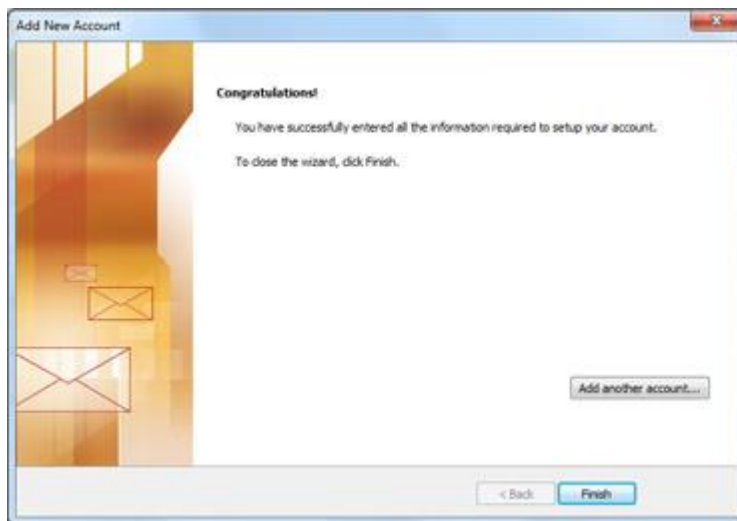 Add New Account
Congratulations!
You have successfully entered all the information required to setup your account.
To close the wizard, click Finish.
Add another account...
< Back
Finish